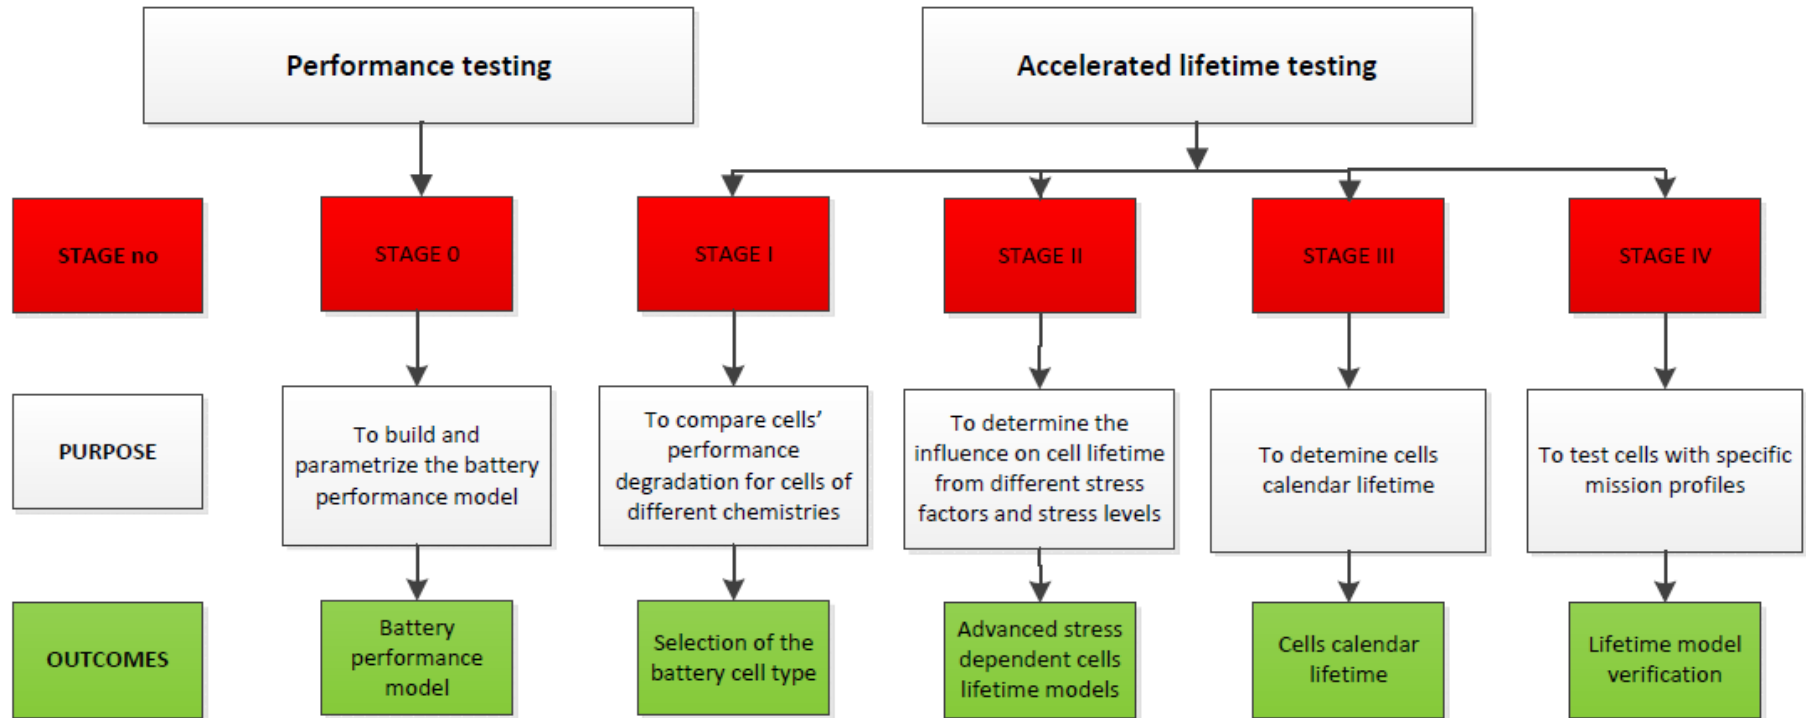 Performance testing
Accelerated lifetime testing
STAGE no
STAGE 0
STAGE I
STAGE II
STAGE III
STAGE IV
PURPOSE
To build and
parametrize the battery
performance model
To compare cells’
performance
degradation for cells of
different chemistries
To determine the
influence on cell lifetime
from different stress
factors and stress levels
To detemine cells
calendar lifetime
To test cells with specific
mission profiles
OUTCOMES
Battery
performance
model
Selection of the
battery cell type
Advanced stress
dependent cells
lifetime models
Cells calendar
lifetime
Lifetime model
verification